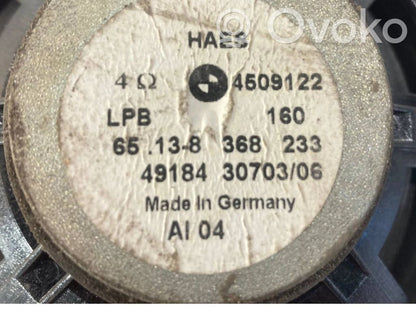 Ovoko
HAES
4 Ω 4509122
LPB 160
65 .13-8 368 233
49184 30703/06
Made In Germany
AI 04